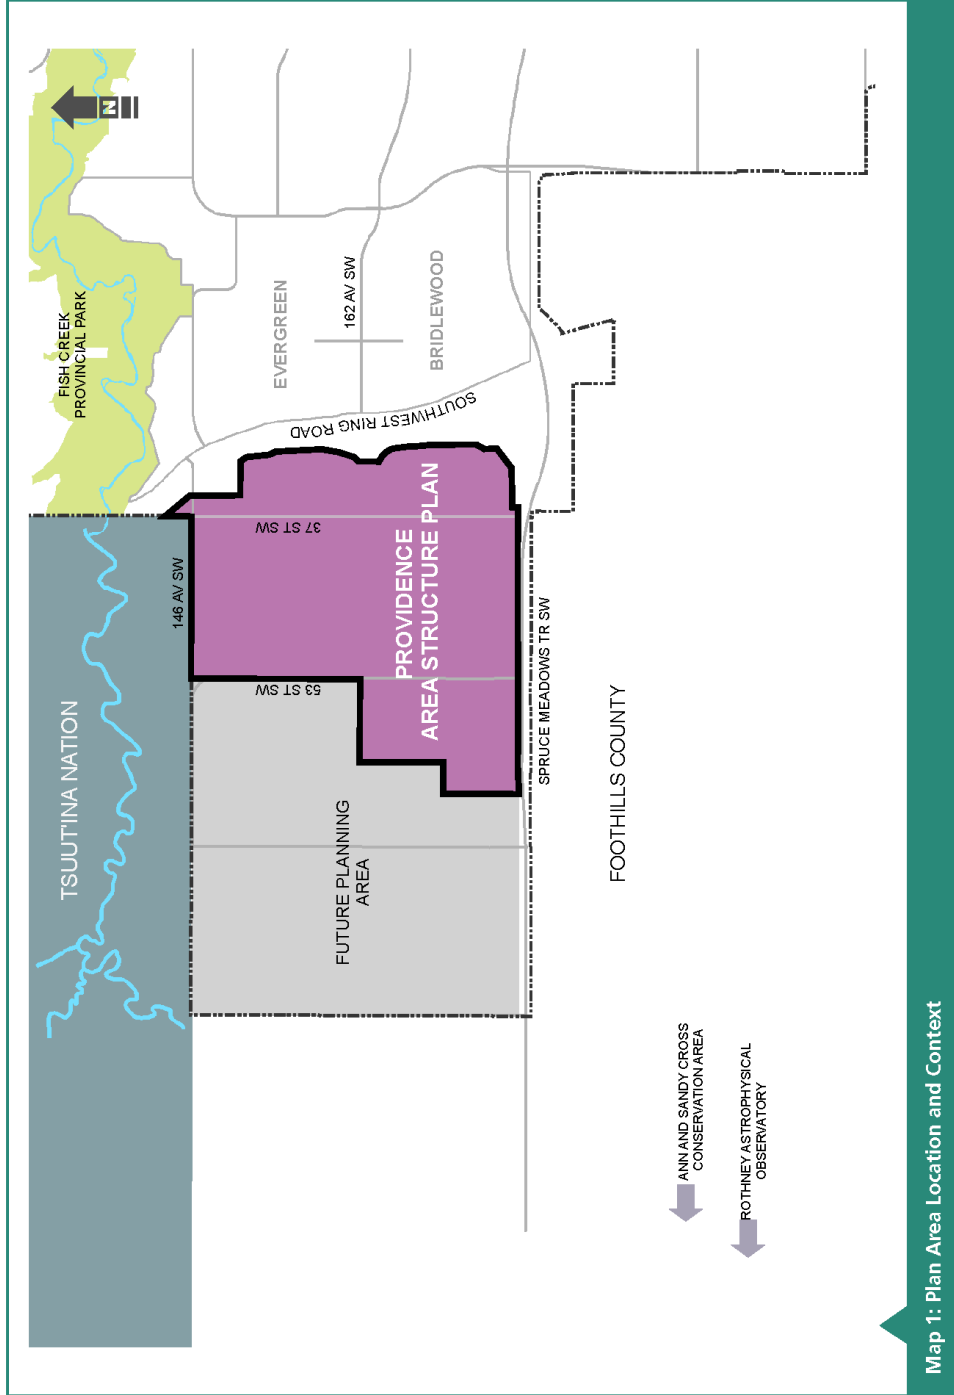 N
FISH CREEK
PROVINCIAL PARK
TSUUT'INA NATION
146 AV SW
EVERGREEN
162 AV SW
BRIDLEWOOD
SOUTHWEST RING ROAD
37 ST SW
53 ST SW
PROVIDENCE
AREA STRUCTURE PLAN
FUTURE PLANNING
AREA
SPRUCE MEADOWS TR SW
FOOTHILLS COUNTY
ANN AND SANDY CROSS
CONSERVATION AREA
ROTHNEY ASTROPHYSICAL
OBSERVATORY
Map 1: Plan Area Location and Context